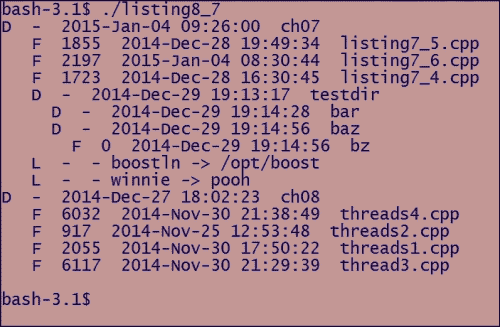 bash-3.1$ ./listing8_7
D  -  2015-Jan-04 09:26:00  ch07
   F  1855  2014-Dec-28 19:49:34  listing7_5.cpp
   F  2197  2015-Jan-04 08:30:44  listing7_6.cpp
   F  1723  2014-Dec-28 16:30:45  listing7_4.cpp
   D  -  2014-Dec-29 19:13:17  testdir
     D  -  2014-Dec-29 19:14:28  bar
     D  -  2014-Dec-29 19:14:56  baz
       F  0  2014-Dec-29 19:14:56  bz
   L  -  - boostln -> /opt/boost
   L  -  - winnie -> pooh
D  -  2014-Dec-27 18:02:23  ch08
   F  6032  2014-Nov-30 21:38:49  threads4.cpp
   F  917  2014-Nov-25 12:53:48  threads2.cpp
   F  2055  2014-Nov-30 17:50:22  threads1.cpp
   F  6117  2014-Nov-30 21:29:39  thread3.cpp
bash-3.1$